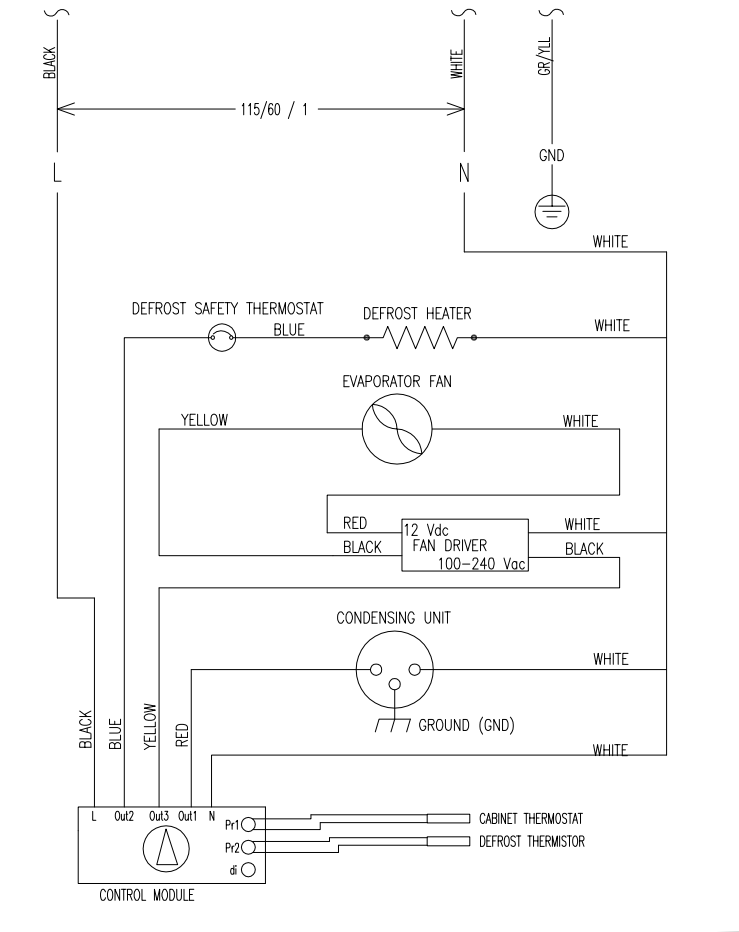 BLACK
WHITE
GR/YLL
115/60 / 1
L
N
GND
WHITE
DEFROST SAFETY THERMOSTAT
DEFROST HEATER
BLUE
WHITE
EVAPORATOR FAN
YELLOW
WHITE
RED
12 Vdc
WHITE
BLACK
FAN DRIVER
BLACK
100-240 Vac
CONDENSING UNIT
WHITE
BLACK
BLUE
YELLOW
RED
GROUND (GND)
WHITE
L
Out2
Out3
Out1
N
Pr1
CABINET THERMOSTAT
Pr2
DEFROST THERMISTOR
di
CONTROL MODULE